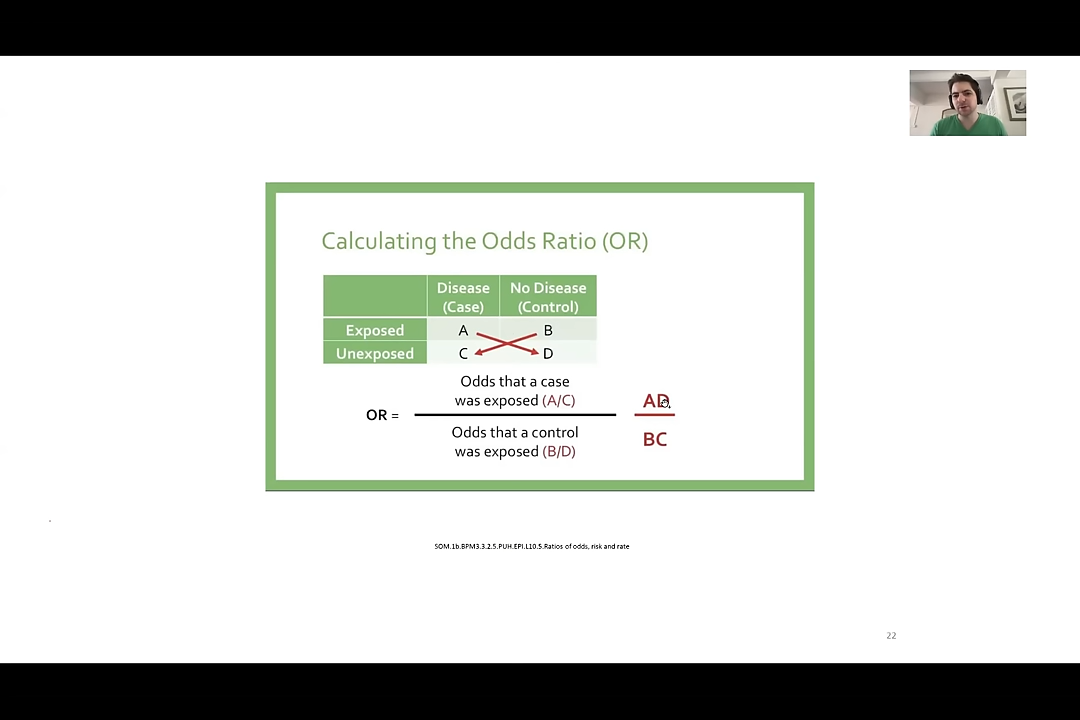 Calculating the Odds Ratio (OR)
Disease
(Case)
No Disease
(Control)
Exposed A B
Unexposed C D
Odds that a case
was exposed (A/C)
OR =
Odds that a control
was exposed (B/D)
AD
BC
SOM.1b.BPM3.3.2.5.PUH.EPI.L10.5.Ratios of odds, risk and rate
22